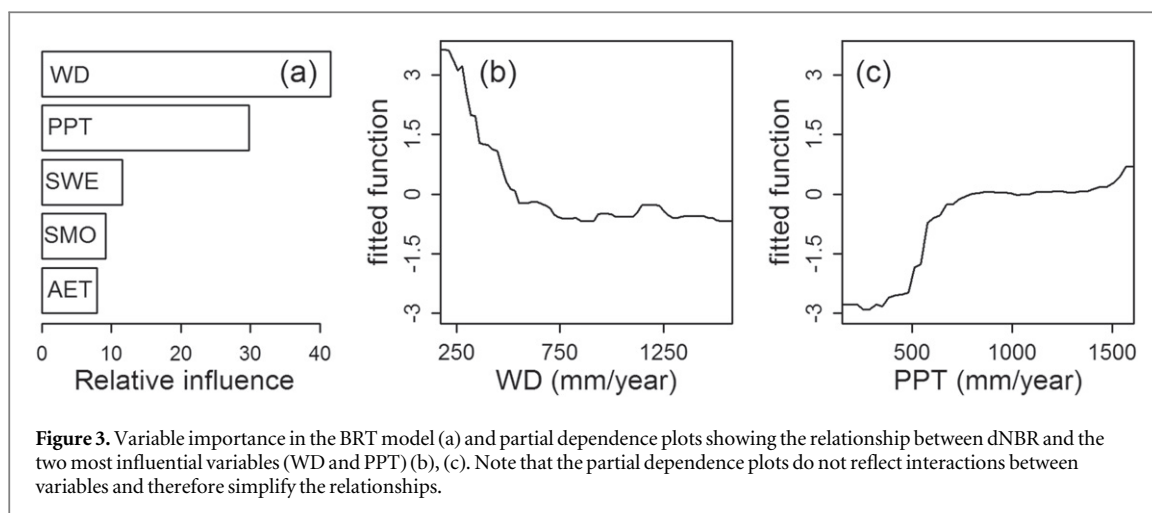 (a)
WD
PPT
SWE
SMO
AET
0 10 20 30 40
Relative influence
(b)
fitted function
3
1.5
0
-1.5
-3
250 750 1250
WD (mm/year)
(c)
fitted function
3
1.5
0
-1.5
-3
500 1000 1500
PPT (mm/year)
Figure 3. Variable importance in the BRT model (a) and partial dependence plots showing the relationship between dNBR and the
two most influential variables (WD and PPT) (b), (c). Note that the partial dependence plots do not reflect interactions between
variables and therefore simplify the relationships.